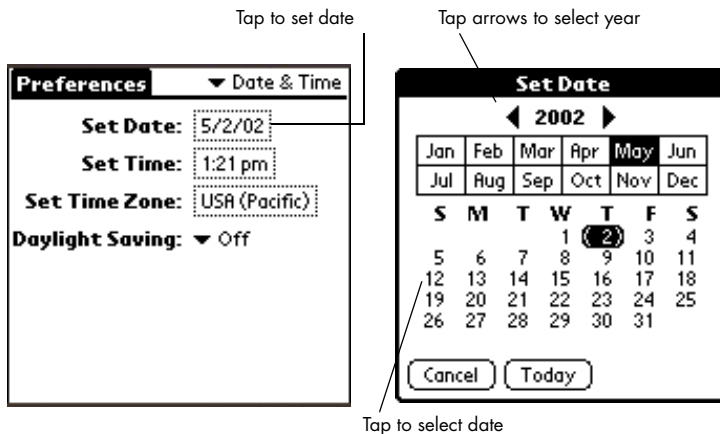 Tap to set date
Tap arrows to select year
Preferences
Date & Time
Set Date: 5/2/02
Set Time: 1:21 pm
Set Time Zone: USA (Pacific)
Daylight Saving: Off
Set Date
2002
Jan Feb Mar Apr May Jun
Jul Aug Sep Oct Nov Dec
S M T W T F S
1 2 3 4
5 6 7 8 9 10 11
12 13 14 15 16 17 18
19 20 21 22 23 24 25
26 27 28 29 30 31
Cancel Today
Tap to select date